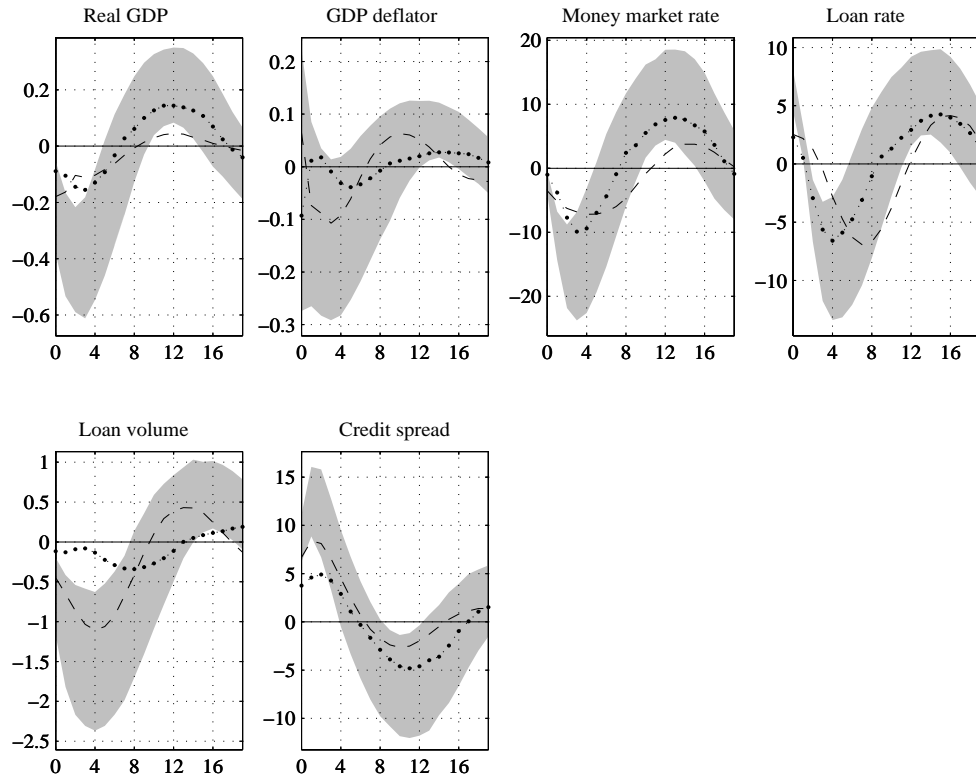 Real GDP
GDP deflator
Money market rate
Loan rate
0.2
0
−0.2
−0.4
−0.6
0 4 8 12 16
0.2
0.1
0
−0.1
−0.2
−0.3
0 4 8 12 16
20
10
0
−10
−20
0 4 8 12 16
10
5
0
−5
−10
0 4 8 12 16
Loan volume
Credit spread
1
0.5
0
−0.5
−1
−1.5
−2
−2.5
0 4 8 12 16
15
10
5
0
−5
−10
0 4 8 12 16